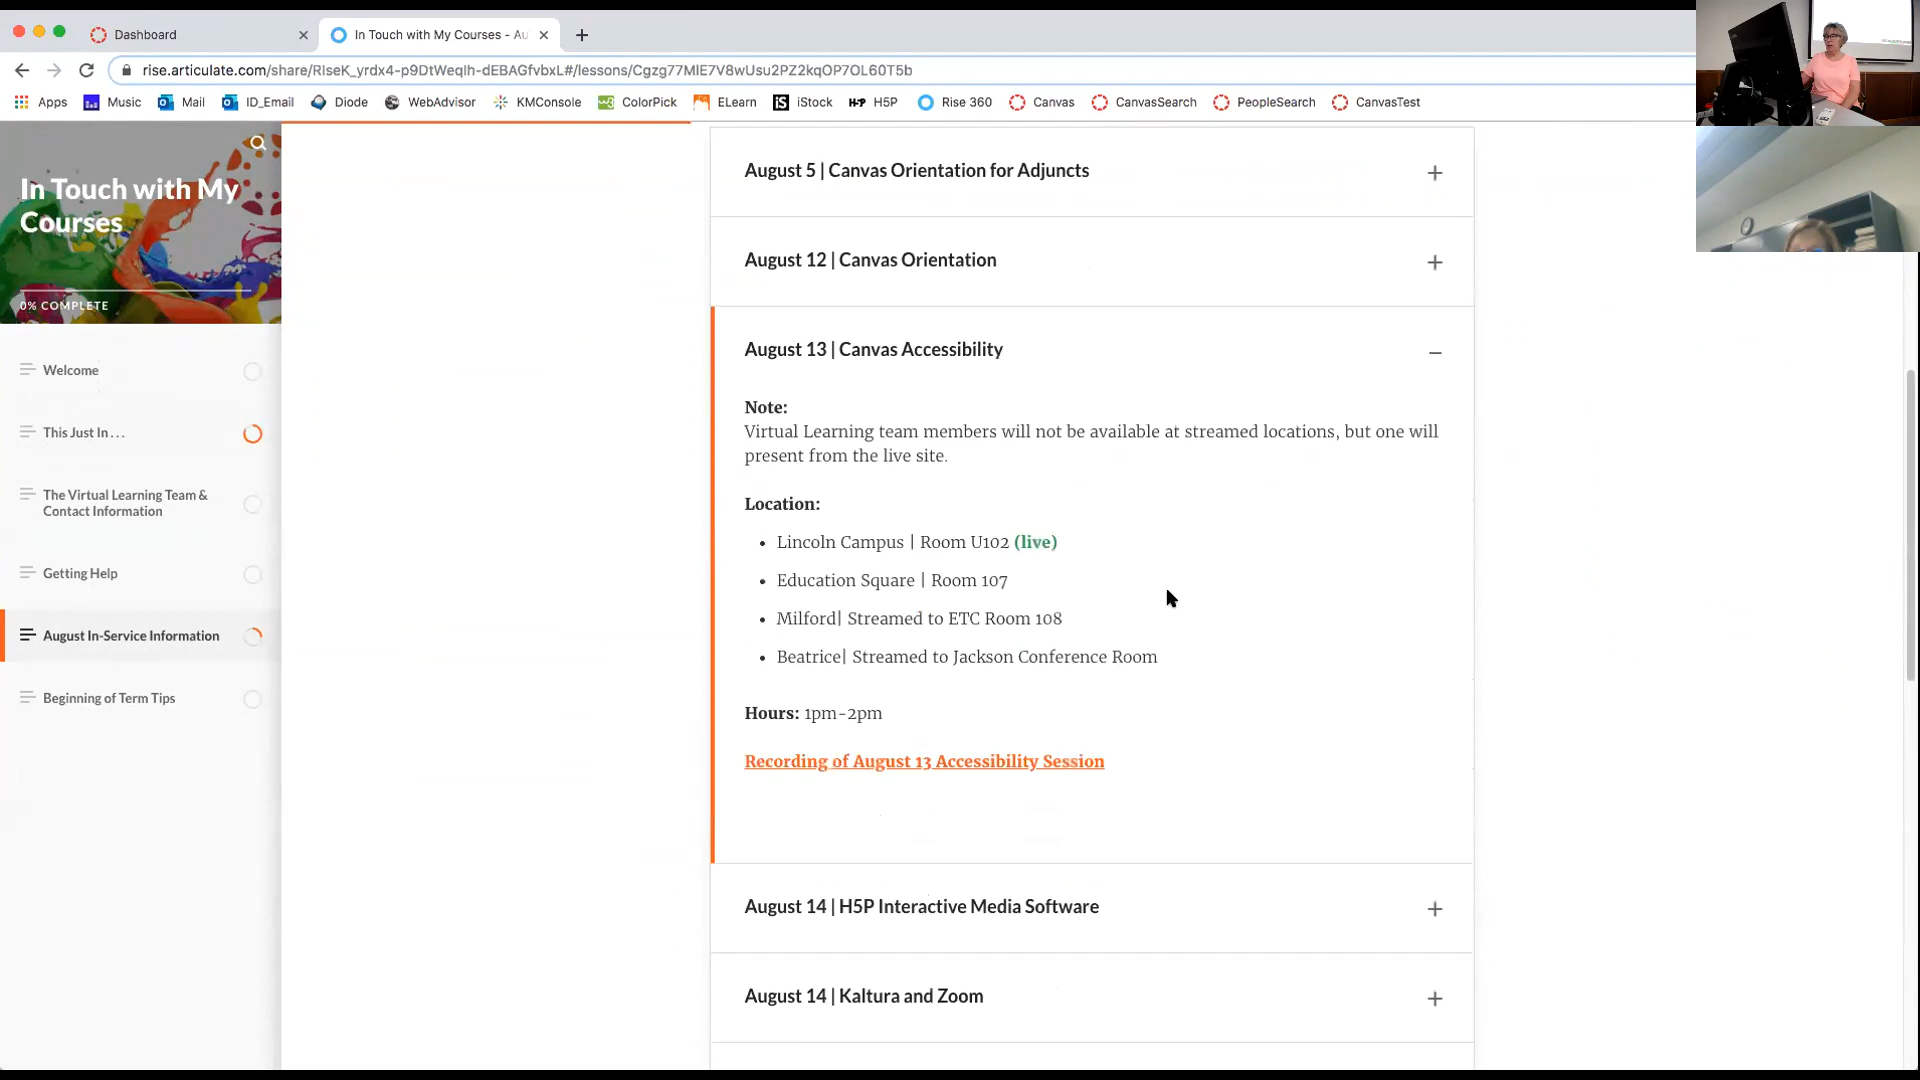 Dashboard
In Touch with My Courses - Au
rise.articulate.com/share/RIseK_yrdx4-p9DtWeqIh-dEBAGfvbxL#/lessons/Cgzg77MlE7V8wUsu2PZ2kqOP7OL60T5b
Apps Music Mail ID_Email Diode WebAdvisor KMConsole ColorPick ELearn iStock H5P Rise 360 Canvas CanvasSearch PeopleSearch CanvasTest
In Touch with My
Courses
0% COMPLETE
Welcome
This Just In . . .
The Virtual Learning Team &
Contact Information
Getting Help
August In-Service Information
Beginning of Term Tips
August 5 | Canvas Orientation for Adjuncts
August 12 | Canvas Orientation
August 13 | Canvas Accessibility
Note:
Virtual Learning team members will not be available at streamed locations, but one will
present from the live site.
Location:
• Lincoln Campus | Room U102 (live)
• Education Square | Room 107
• Milford| Streamed to ETC Room 108
• Beatrice| Streamed to Jackson Conference Room
Hours: 1pm-2pm
Recording of August 13 Accessibility Session
August 14 | H5P Interactive Media Software
August 14 | Kaltura and Zoom